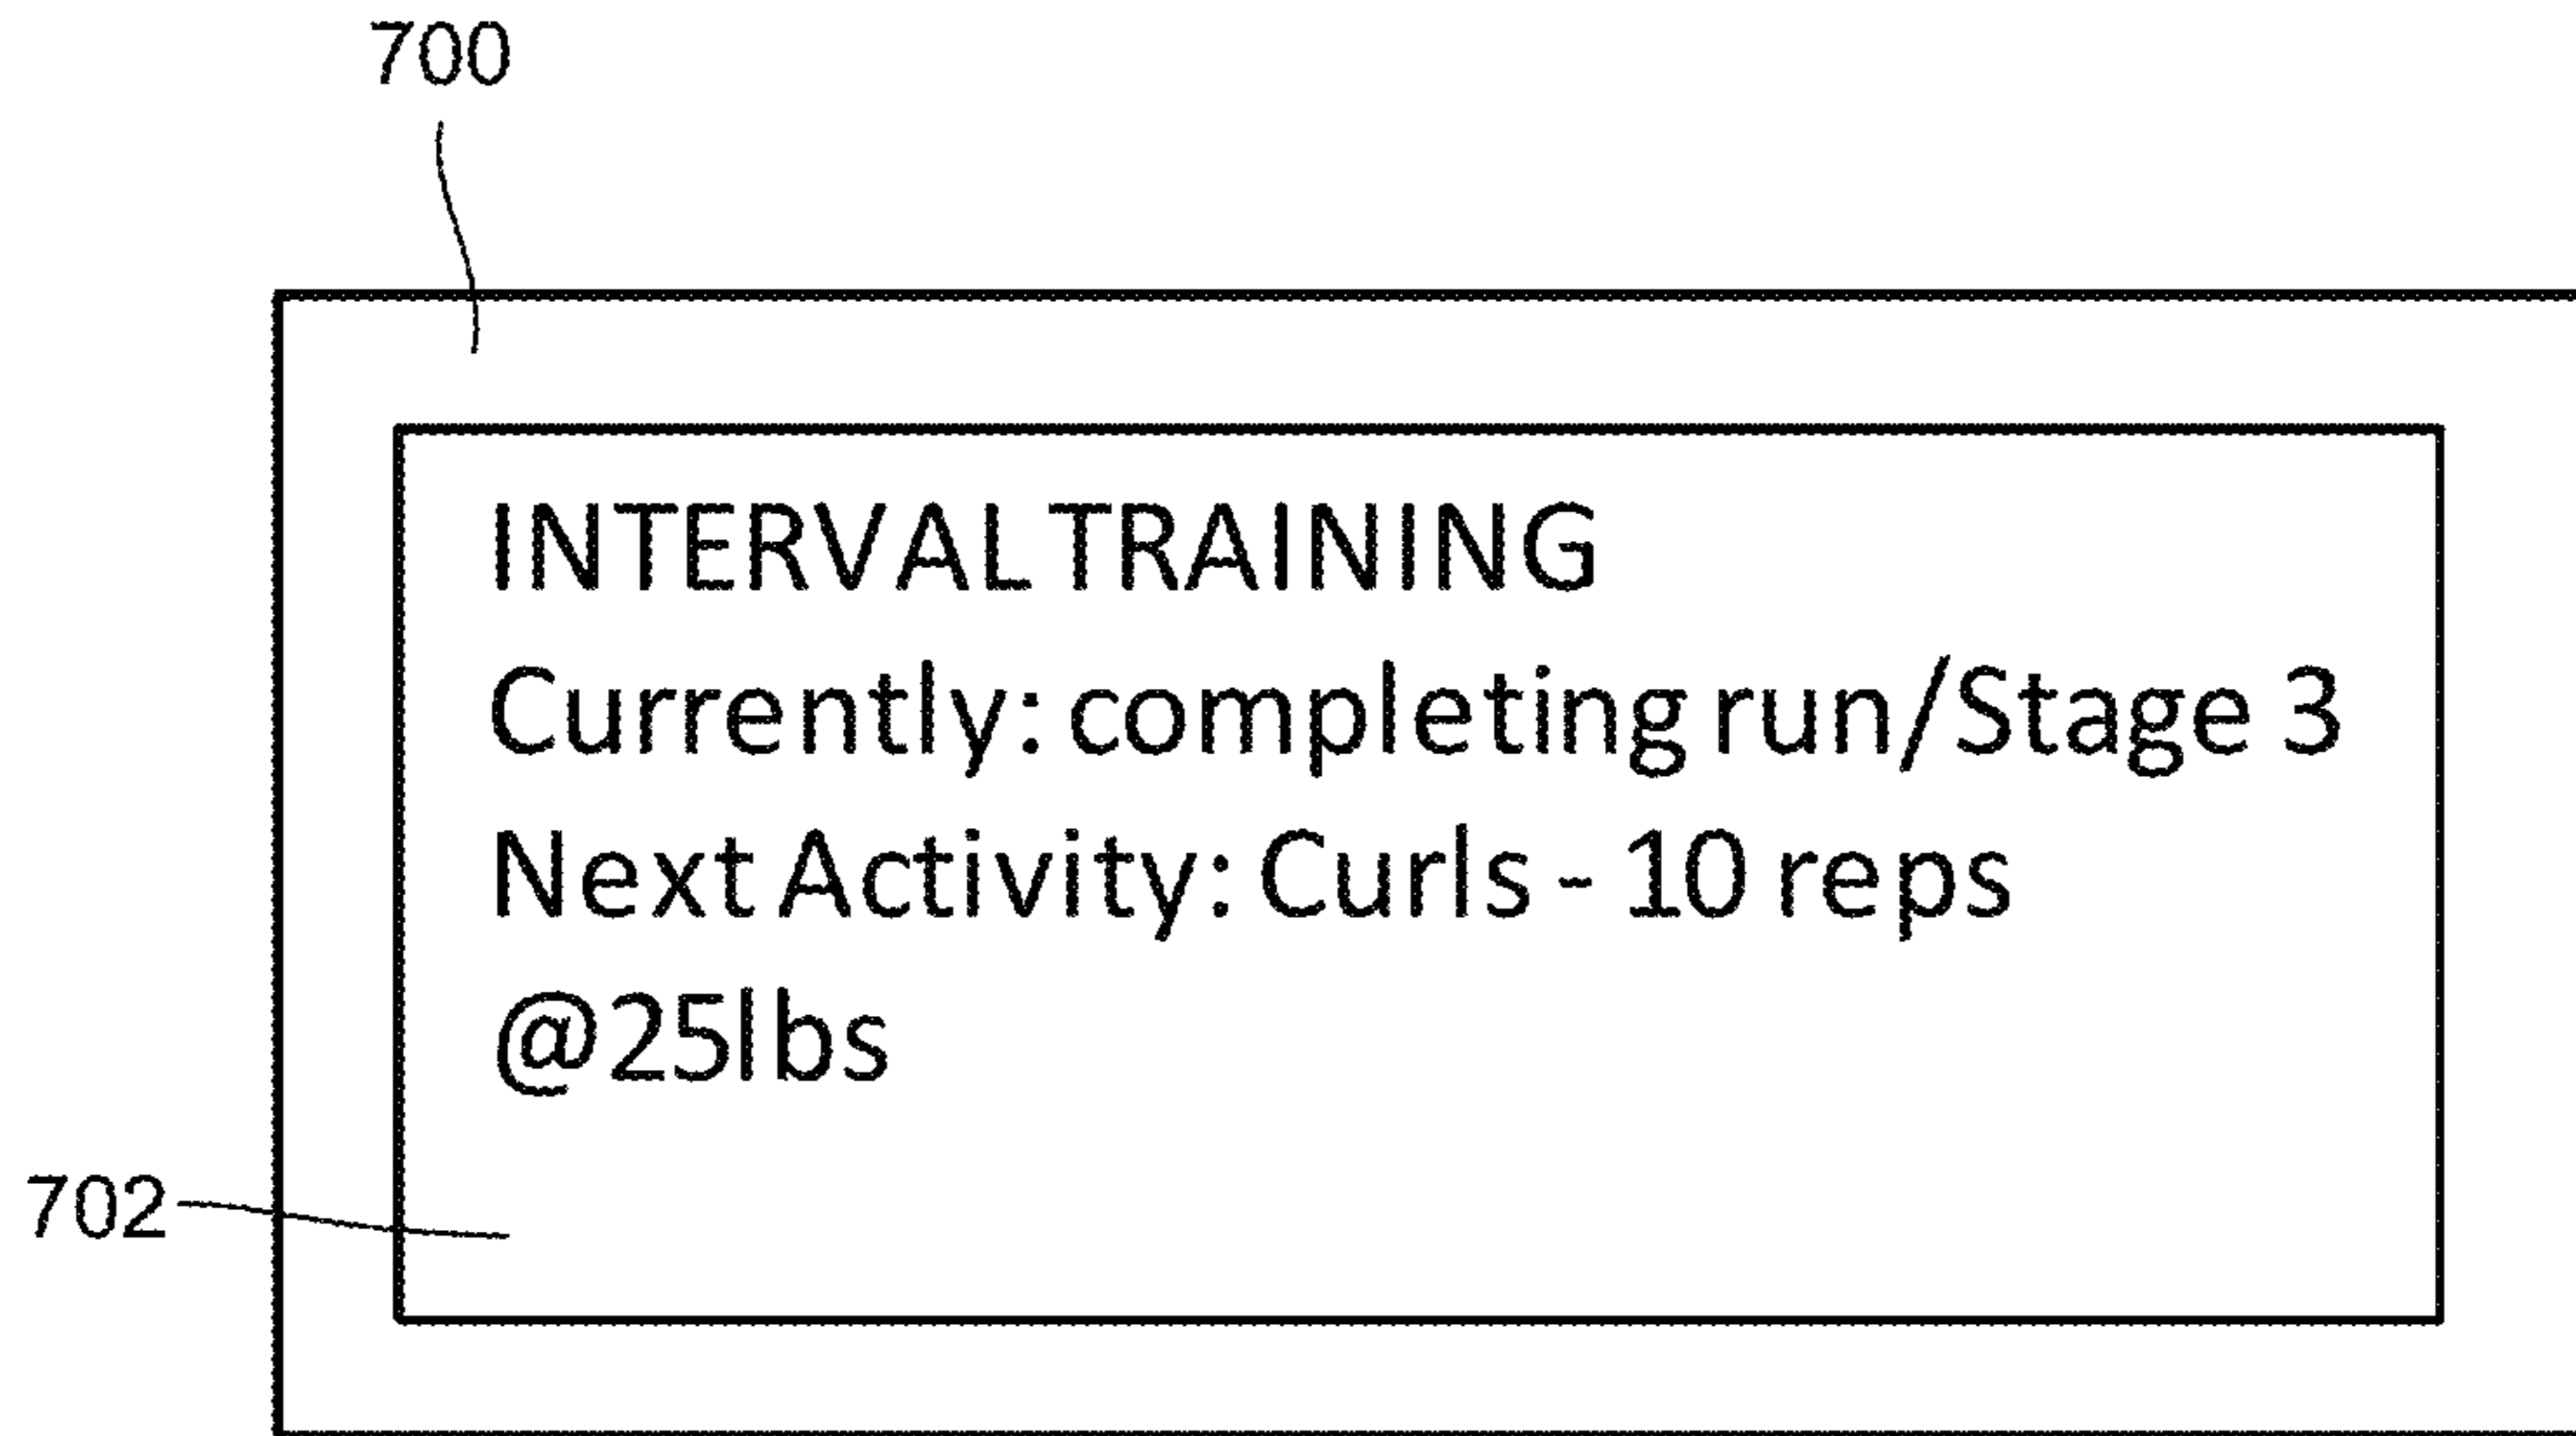 700
INTERVAL TRAINING
Currently: completing run/Stage 3
Next Activity: Curls - 10 reps
@25lbs
702